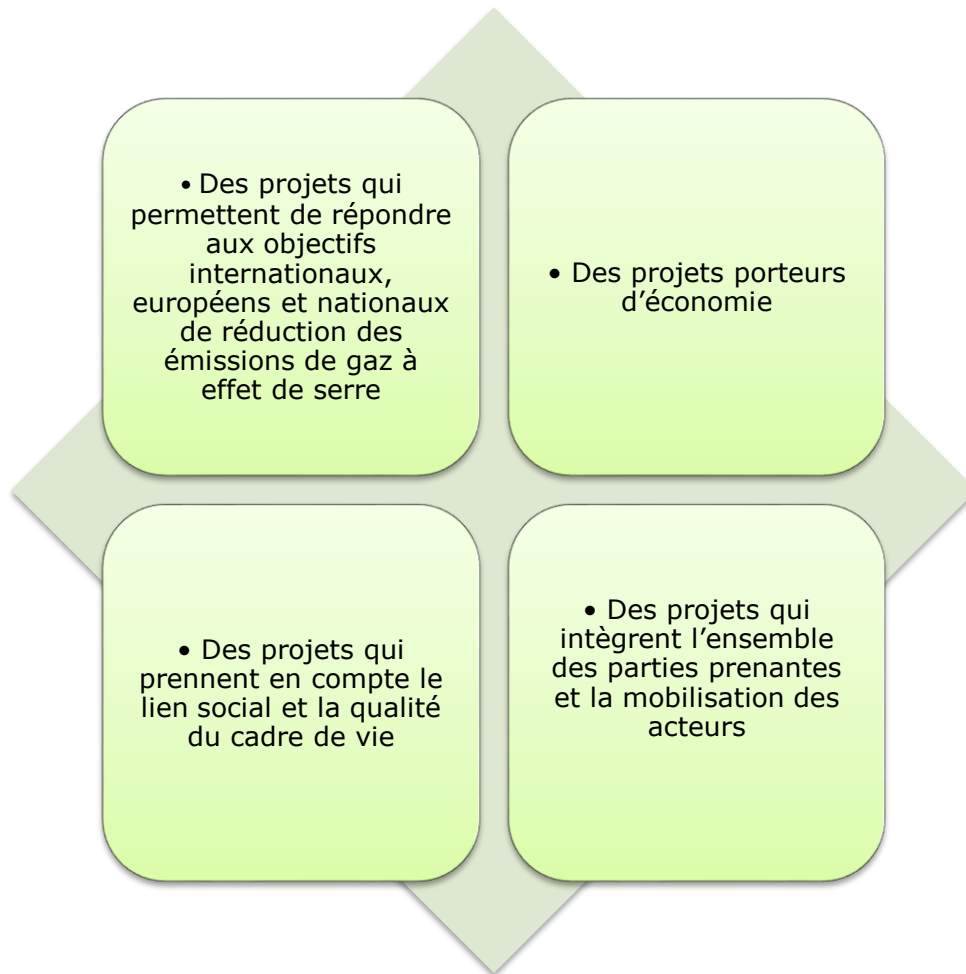 • Des projets qui
permettent de répondre
aux objectifs
internationaux,
européens et nationaux
de réduction des
émissions de gaz à
effet de serre
• Des projets porteurs
d’économie
• Des projets qui
prennent en compte le
lien social et la qualité
du cadre de vie
• Des projets qui
intègrent l’ensemble
des parties prenantes
et la mobilisation des
acteurs